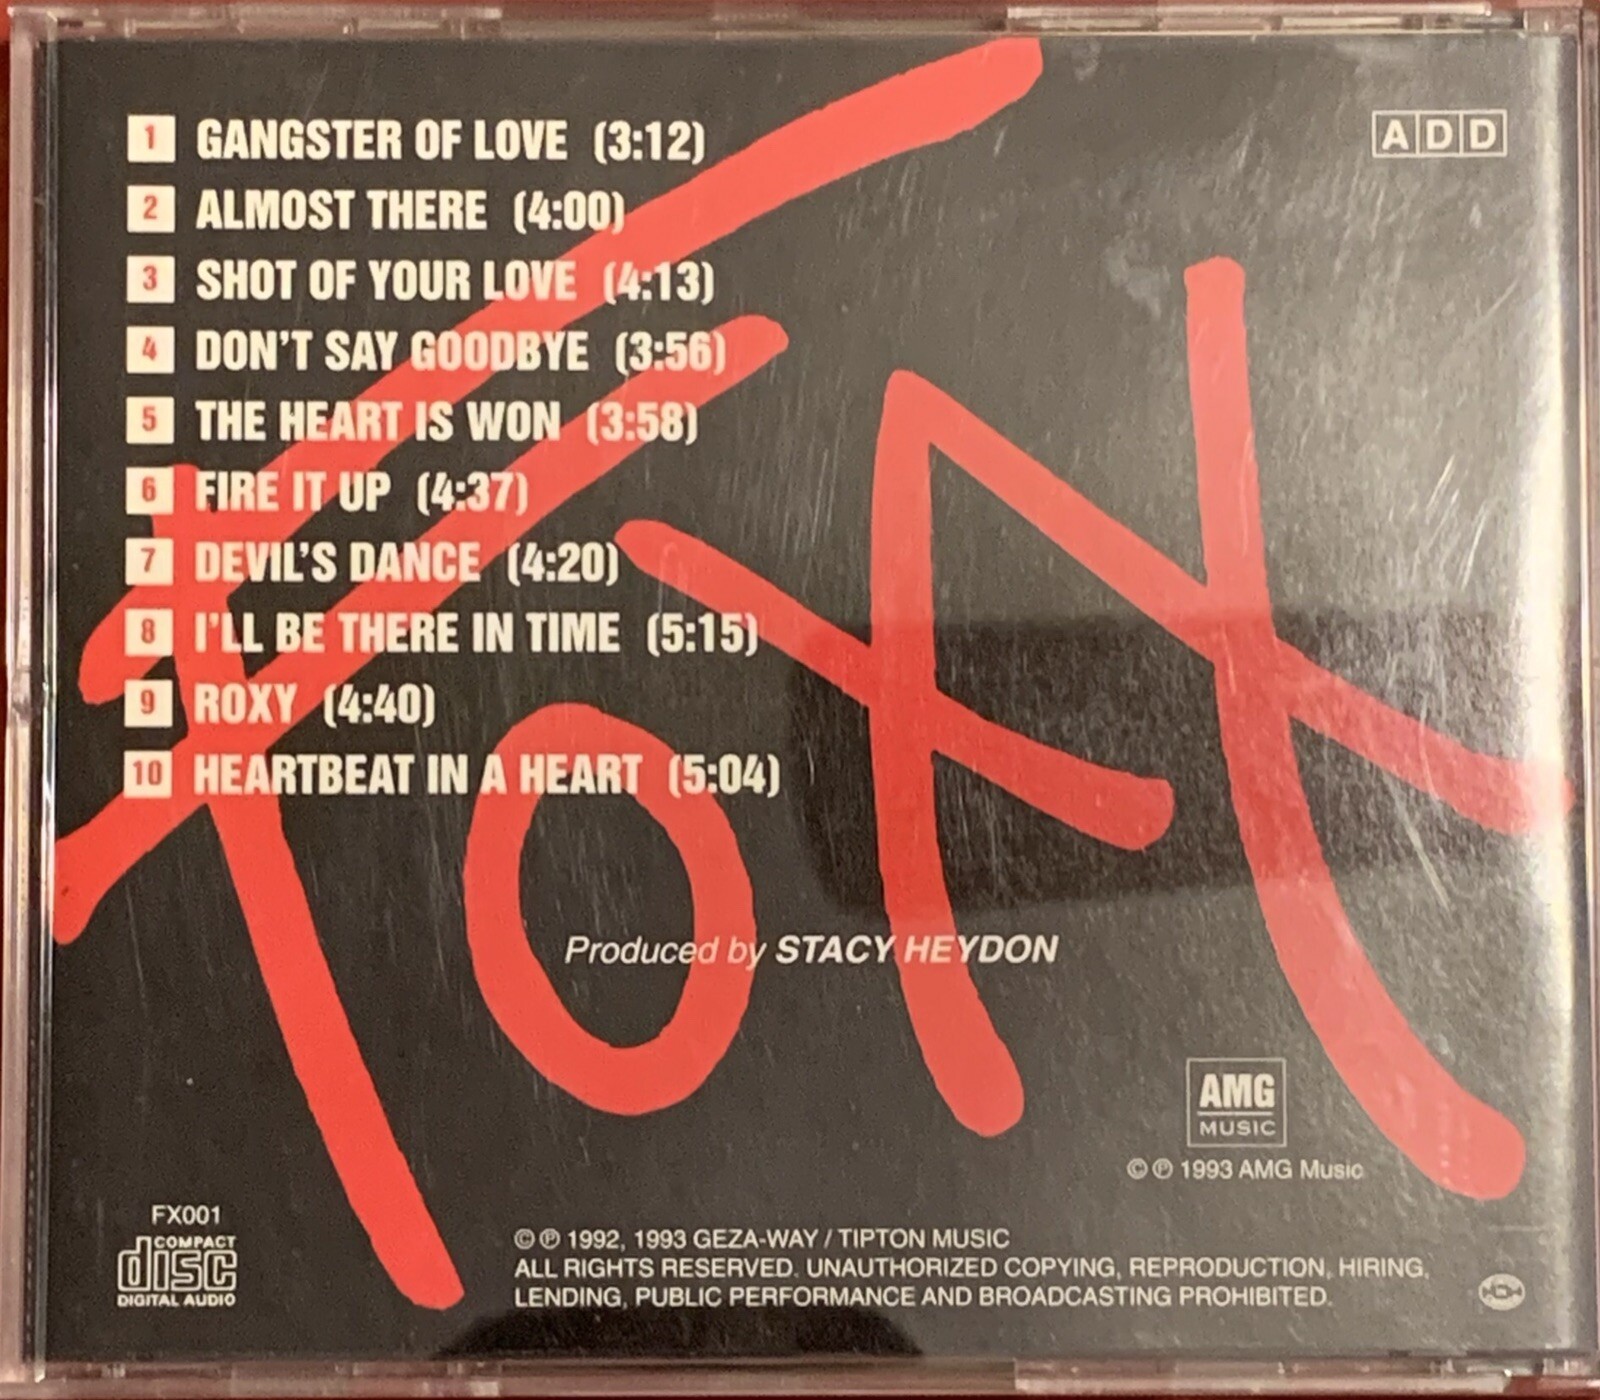 1 GANGSTER OF LOVE (3:12)
2 ALMOST THERE (4:00)
3 SHOT OF YOUR LOVE (4:13)
4 DON'T SAY GOODBYE (3:56)
5 THE HEART IS WON (3:58)
6 FIRE IT UP (4:37)
7 DEVIL'S DANCE (4:20)
8 I'LL BE THERE IN TIME (5:15)
9 ROXY (4:40)
10 HEARTBEAT IN A HEART (5:04)
ADD
FOXX
Produced by STACY HEYDON
AMG
MUSIC
© ℗ 1993 AMG Music
FX001
COMPACT
disc
DIGITAL AUDIO
© ℗ 1992, 1993 GEZA-WAY / TIPTON MUSIC
ALL RIGHTS RESERVED. UNAUTHORIZED COPYING, REPRODUCTION, HIRING,
LENDING, PUBLIC PERFORMANCE AND BROADCASTING PROHIBITED.